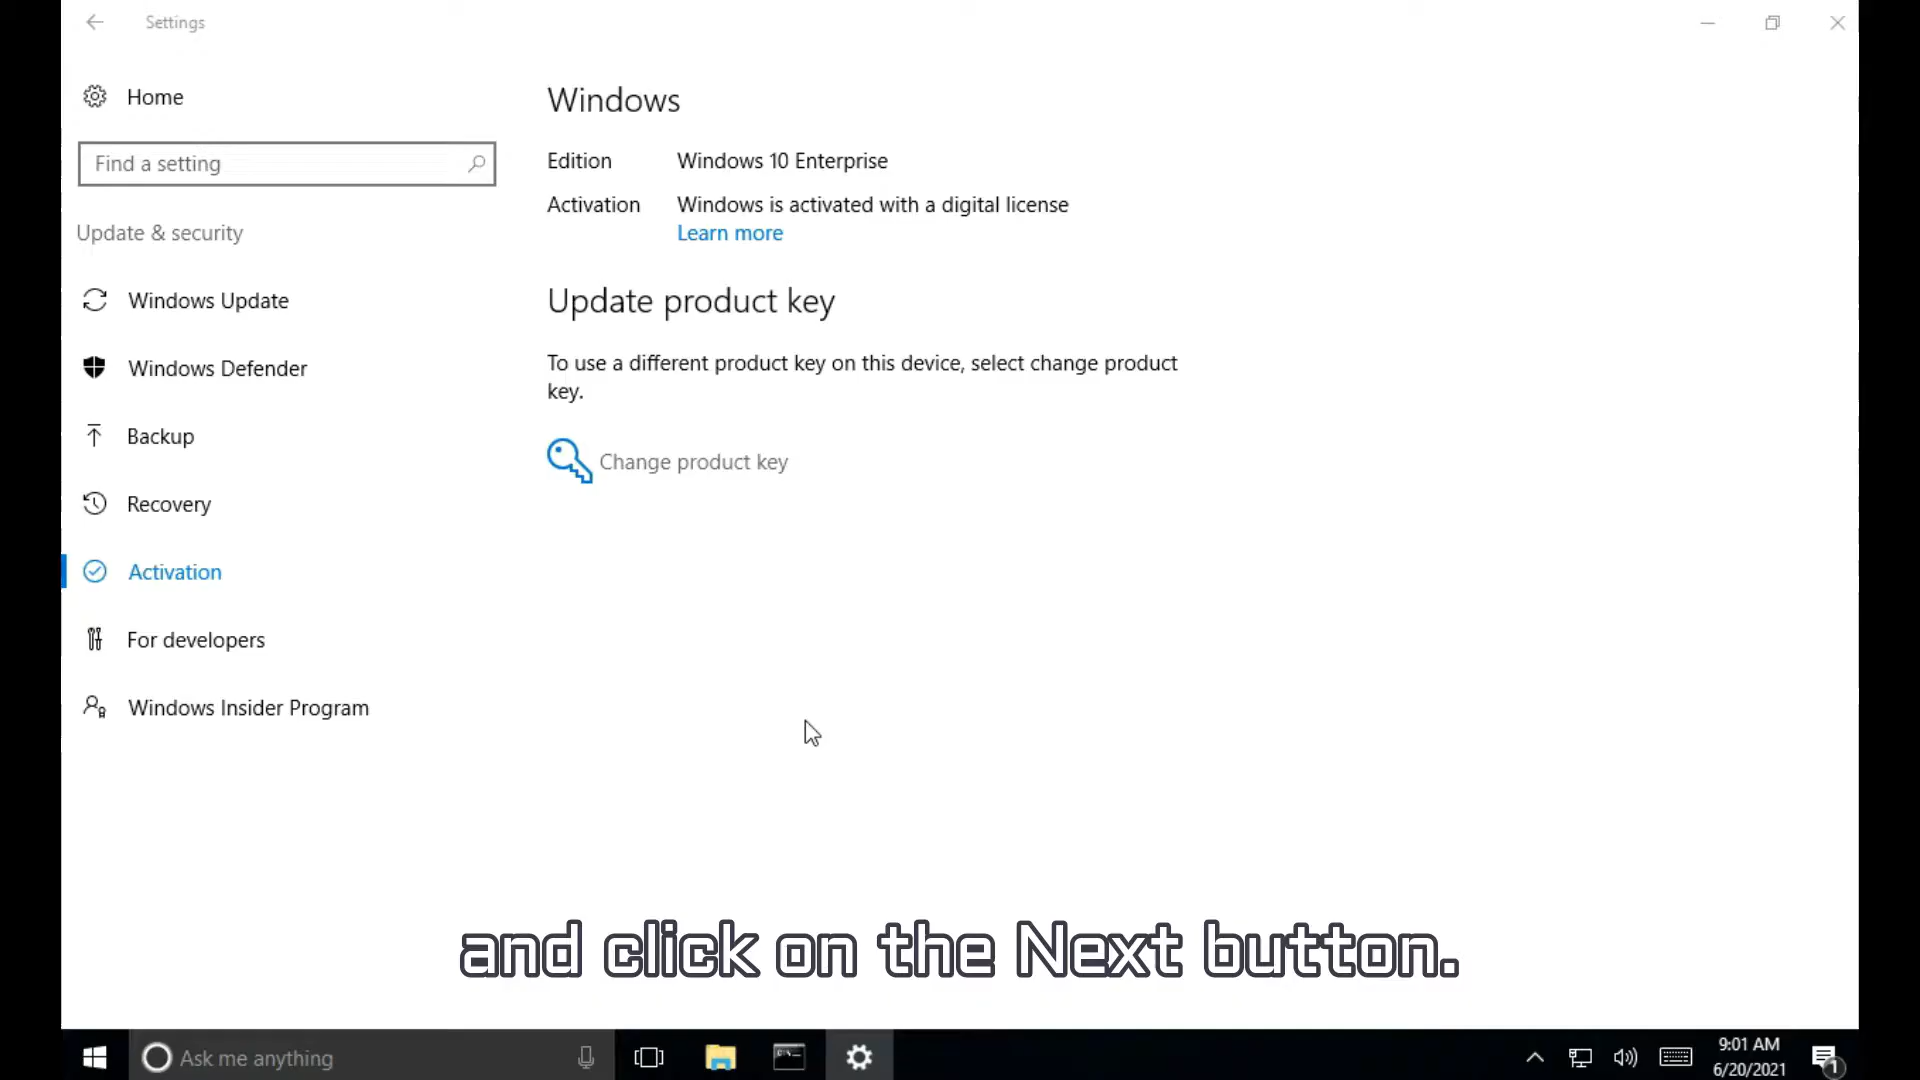 Settings
Home
Windows
Edition
Windows 10 Enterprise
Find a setting
Activation
Windows is activated with a digital license
Learn more
Update & security
Windows Update
Update product key
Windows Defender
To use a different product key on this device, select change product
key.
Backup
Change product key
Recovery
Activation
For developers
Windows Insider Program
and click on the Next button.
Ask me anything
9:01 AM
6/20/2021
1